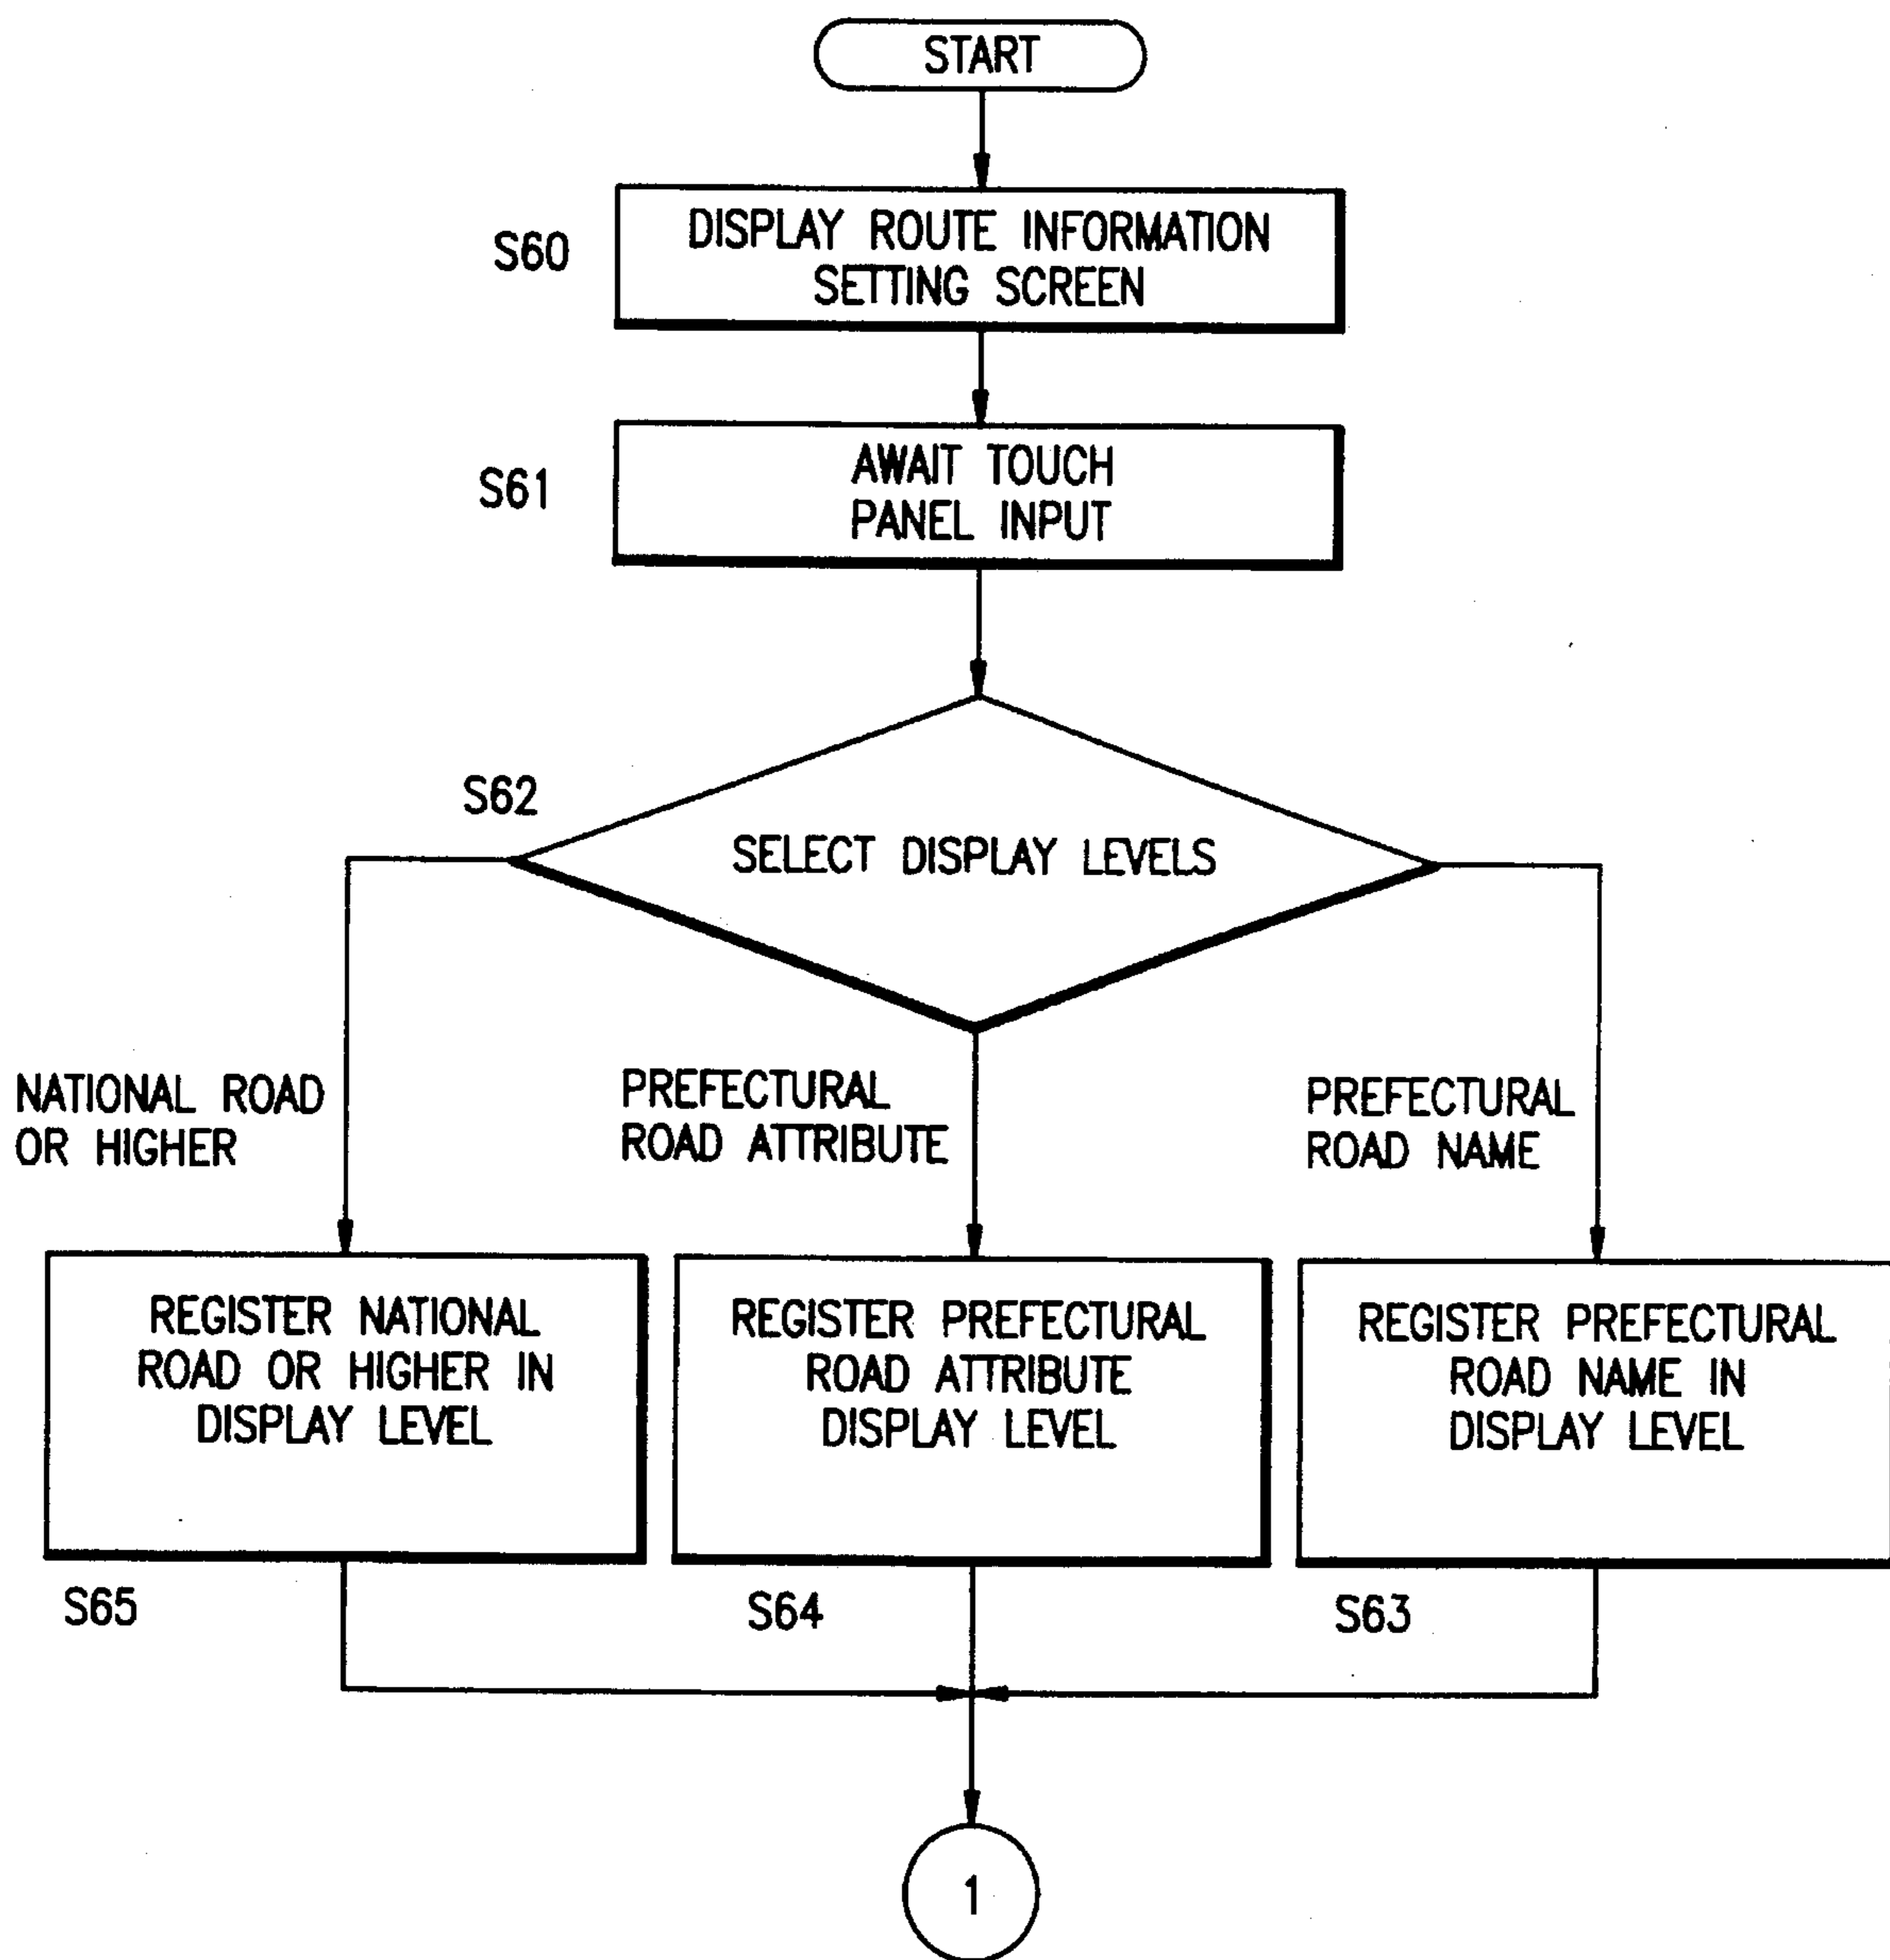 START
S60
DISPLAY ROUTE INFORMATION
SETTING SCREEN
S61
AWAIT TOUCH
PANEL INPUT
S62
SELECT DISPLAY LEVELS
NATIONAL ROAD
OR HIGHER
PREFECTURAL
ROAD ATTRIBUTE
PREFECTURAL
ROAD NAME
REGISTER NATIONAL
ROAD OR HIGHER IN
DISPLAY LEVEL
REGISTER PREFECTURAL
ROAD ATTRIBUTE
DISPLAY LEVEL
REGISTER PREFECTURAL
ROAD NAME IN
DISPLAY LEVEL
S65
S64
S63
1